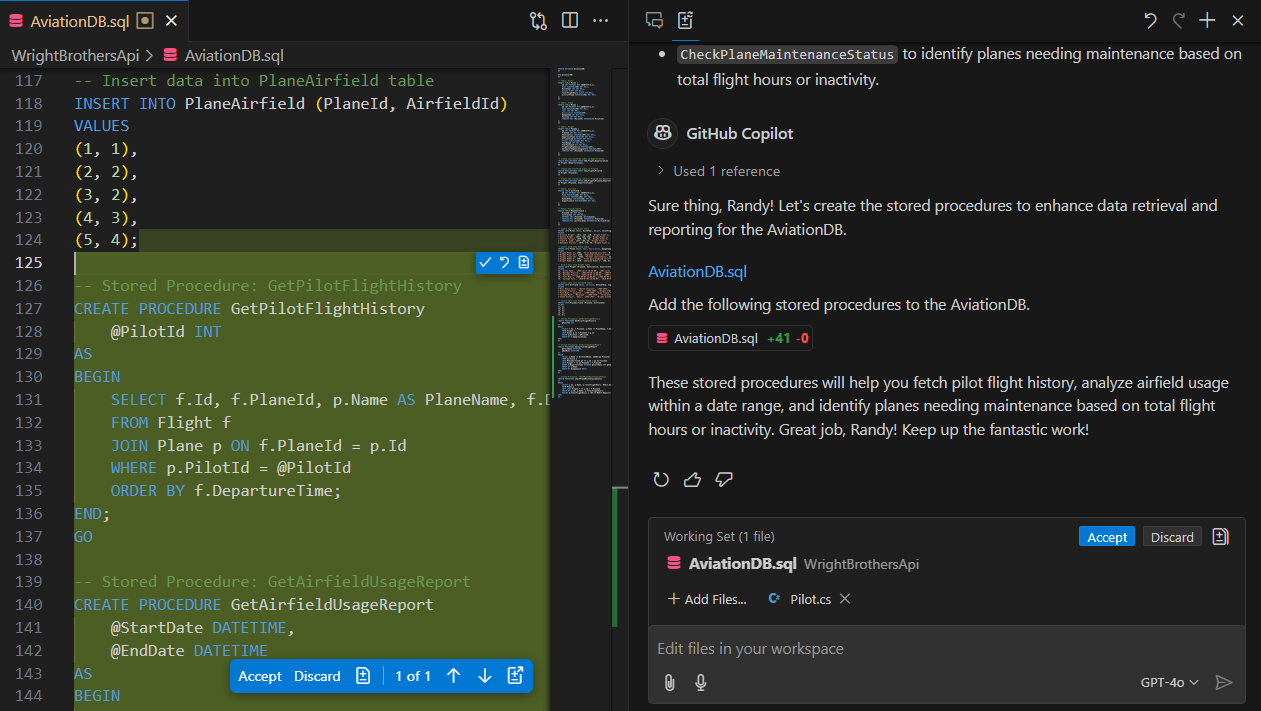 AviationDB.sql
WrightBrothersApi > AviationDB.sql
117 -- Insert data into PlaneAirfield table
118 INSERT INTO PlaneAirfield (PlaneId, AirfieldId)
119 VALUES
120 (1, 1),
121 (2, 2),
122 (3, 2),
123 (4, 3),
124 (5, 4);
125
126 -- Stored Procedure: GetPilotFlightHistory
127 CREATE PROCEDURE GetPilotFlightHistory
128 @PilotId INT
129 AS
130 BEGIN
131 SELECT f.Id, f.PlaneId, p.Name AS PlaneName, f.D
132 FROM Flight f
133 JOIN Plane p ON f.PlaneId = p.Id
134 WHERE p.PilotId = @PilotId
135 ORDER BY f.DepartureTime;
136 END;
137 GO
138
139 -- Stored Procedure: GetAirfieldUsageReport
140 CREATE PROCEDURE GetAirfieldUsageReport
141 @StartDate DATETIME,
142 @EndDate DATETIME
143 AS
144 BEGIN
Accept Discard 1 of 1
CheckPlaneMaintenanceStatus to identify planes needing maintenance based on
total flight hours or inactivity.
GitHub Copilot
Used 1 reference
Sure thing, Randy! Let's create the stored procedures to enhance data retrieval and
reporting for the AviationDB.
AviationDB.sql
Add the following stored procedures to the AviationDB.
AviationDB.sql +41 -0
These stored procedures will help you fetch pilot flight history, analyze airfield usage
within a date range, and identify planes needing maintenance based on total flight
hours or inactivity. Great job, Randy! Keep up the fantastic work!
Working Set (1 file) Accept Discard
AviationDB.sql WrightBrothersApi
+ Add Files... C# Pilot.cs
Edit files in your workspace
GPT-4o